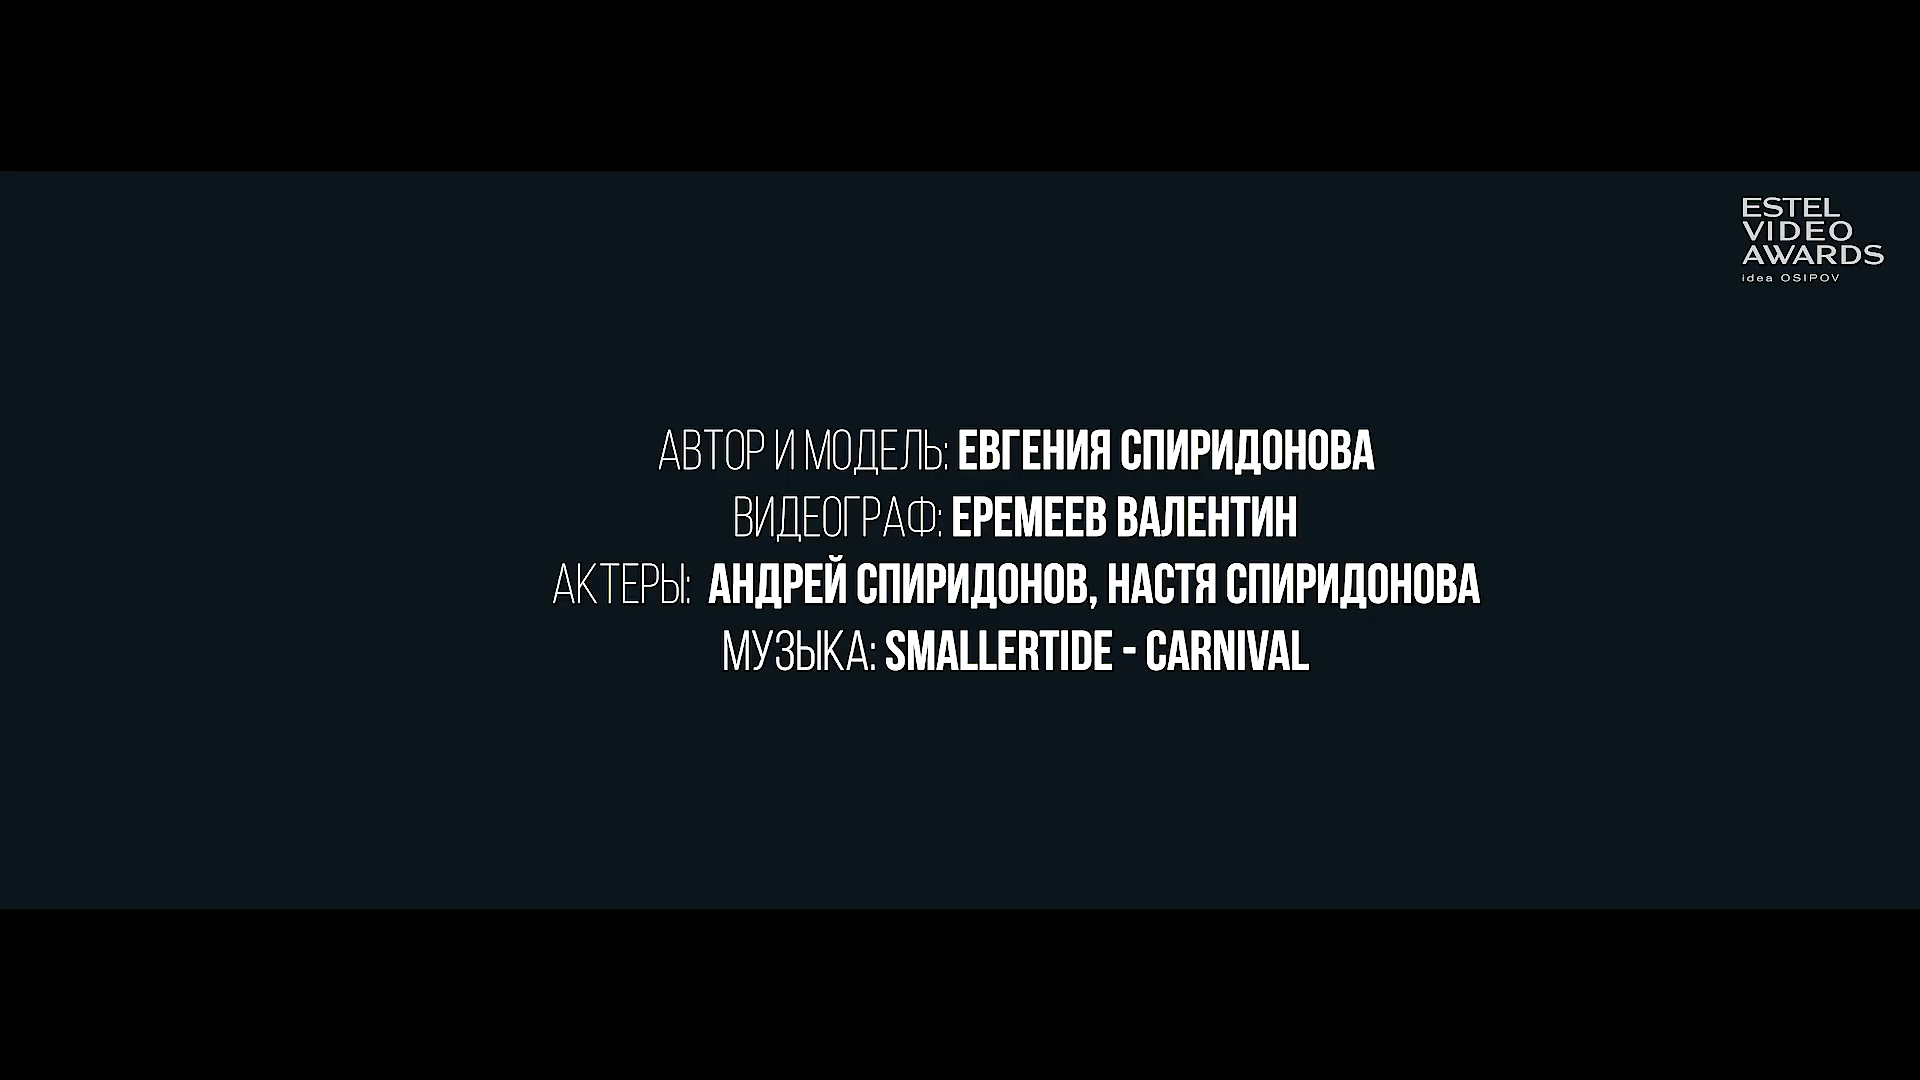 ESTEL
VIDEO
AWARDS
idea OSIPOV
АВТОР И МОДЕЛЬ: ЕВГЕНИЯ СПИРИДОНОВА
ВИДЕОГРАФ: ЕРЕМЕЕВ ВАЛЕНТИН
АКТЕРЫ: АНДРЕЙ СПИРИДОНОВ, НАСТЯ СПИРИДОНОВА
МУЗЫКА: SMALLERTIDE - CARNIVAL